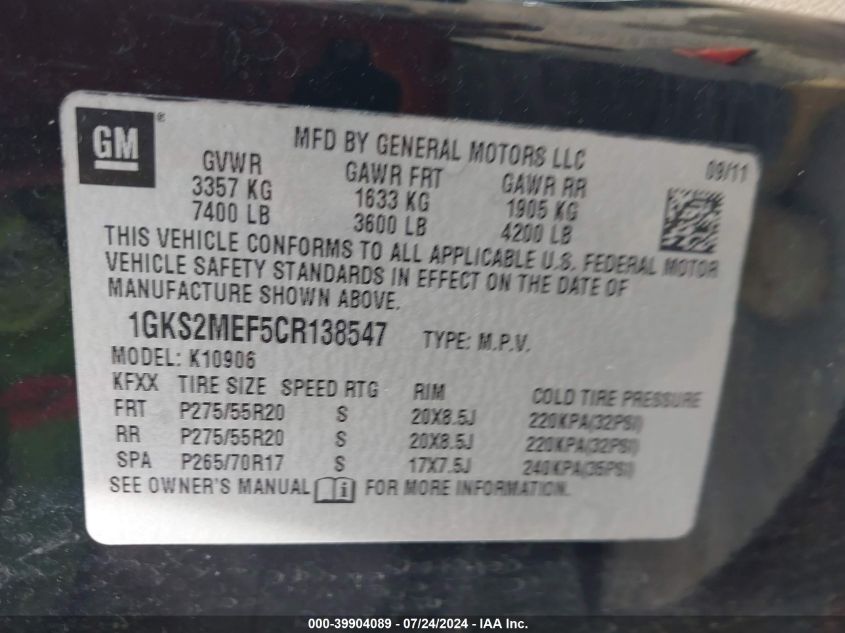 GM ®
MFD BY GENERAL MOTORS LLC
09/11
GVWR GAWR FRT GAWR RR
3357 KG 1633 KG 1905 KG
7400 LB 3600 LB 4200 LB
THIS VEHICLE CONFORMS TO ALL APPLICABLE U.S. FEDERAL MOTOR
VEHICLE SAFETY STANDARDS IN EFFECT ON THE DATE OF
MANUFACTURE SHOWN ABOVE.
1GKS2MEF5CR138547 TYPE: M.P.V.
MODEL: K10906
KFXX TIRE SIZE SPEED RTG RIM COLD TIRE PRESSURE
FRT P275/55R20 S 20X8.5J 220KPA(32PSI)
RR P275/55R20 S 20X8.5J 220KPA(32PSI)
SPA P265/70R17 S 17X7.5J 240KPA(35PSI)
SEE OWNER'S MANUAL i FOR MORE INFORMATION.
000-39904089 - 07/24/2024 - IAA Inc.